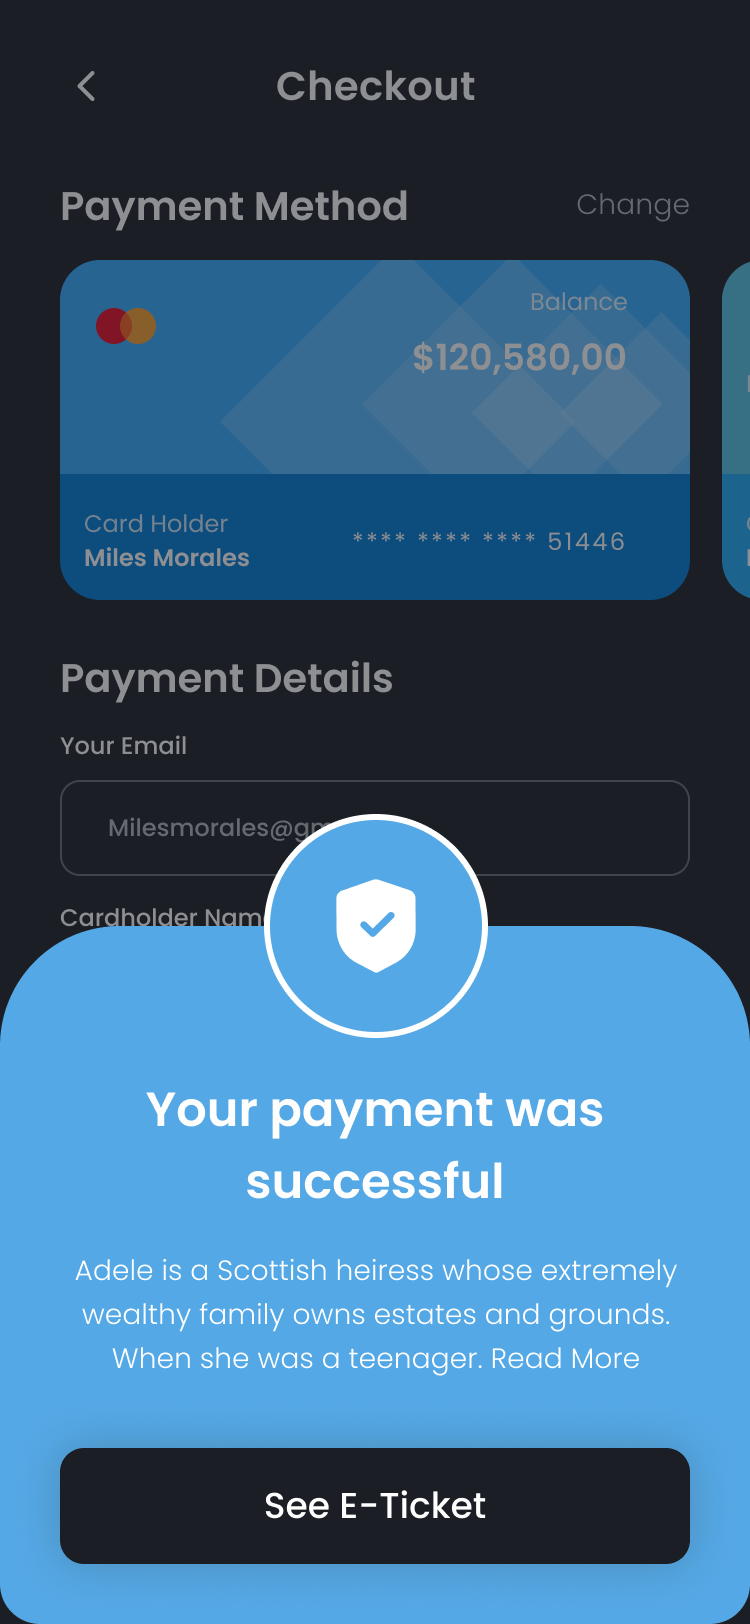 Checkout
Payment Method
Change
Balance
$120,580,00
Card Holder
Miles Morales
**** **** **** 51446
Payment Details
Your Email
Milesmorales@gm
Cardholder Nam
Your payment was
successful
Adele is a Scottish heiress whose extremely
wealthy family owns estates and grounds.
When she was a teenager. Read More
See E-Ticket